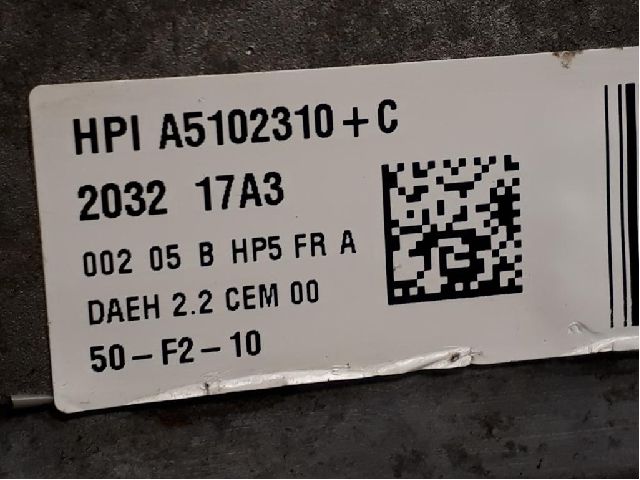 HPI A5102310+C
2032 17A3
002 05 B HP5 FR A
DAEH 2.2 CEM 00
50-F2-10